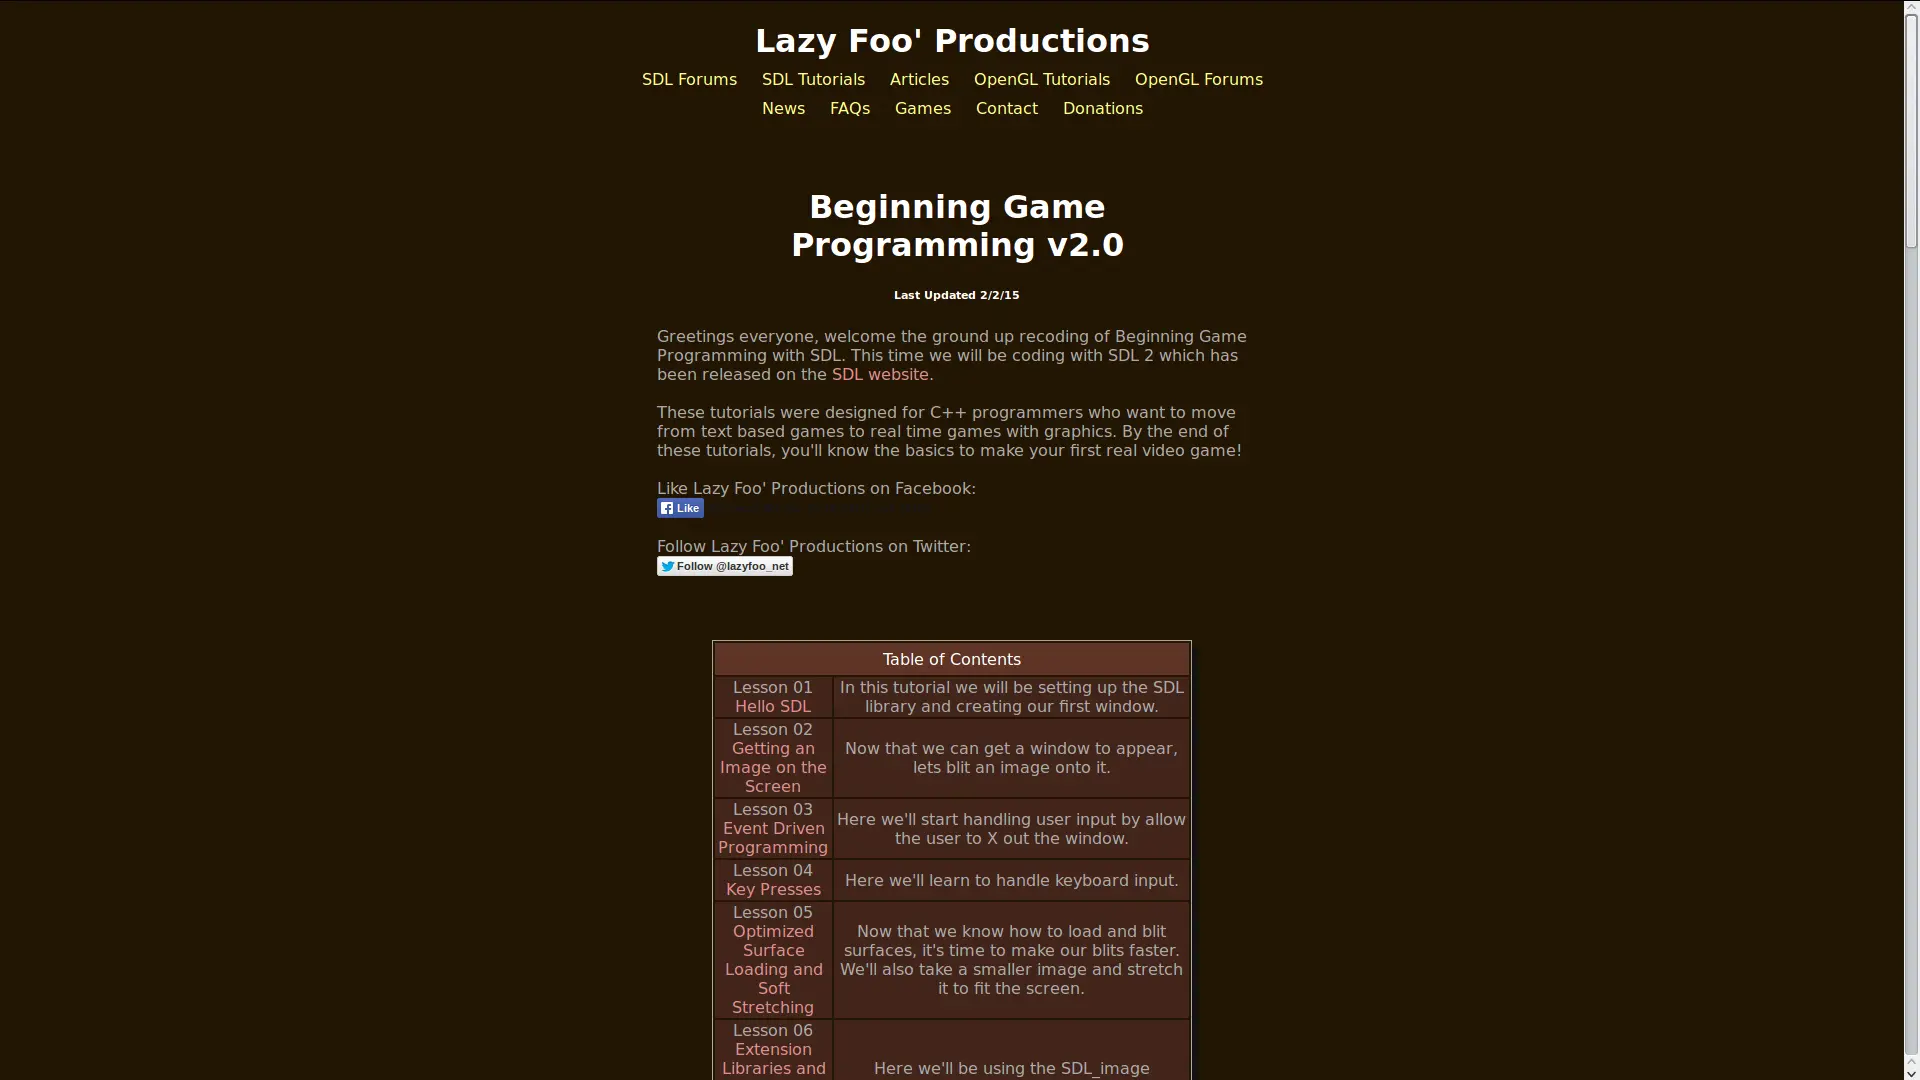 Lazy Foo' Productions
SDL Forums SDL Tutorials Articles OpenGL Tutorials OpenGL Forums
News FAQs Games Contact Donations
Beginning Game
Programming v2.0
Last Updated 2/2/15
Greetings everyone, welcome the ground up recoding of Beginning Game
Programming with SDL. This time we will be coding with SDL 2 which has
been released on the SDL website.
These tutorials were designed for C++ programmers who want to move
from text based games to real time games with graphics. By the end of
these tutorials, you'll know the basics to make your first real video game!
Like Lazy Foo' Productions on Facebook:
Like
Follow Lazy Foo' Productions on Twitter:
Follow @lazyfoo_net
Table of Contents
Lesson 01
Hello SDL
In this tutorial we will be setting up the SDL
library and creating our first window.
Lesson 02
Getting an
Image on the
Screen
Now that we can get a window to appear,
lets blit an image onto it.
Lesson 03
Event Driven
Programming
Here we'll start handling user input by allow
the user to X out the window.
Lesson 04
Key Presses
Here we'll learn to handle keyboard input.
Lesson 05
Optimized
Surface
Loading and
Soft
Stretching
Now that we know how to load and blit
surfaces, it's time to make our blits faster.
We'll also take a smaller image and stretch
it to fit the screen.
Lesson 06
Extension
Libraries and
Here we'll be using the SDL_image